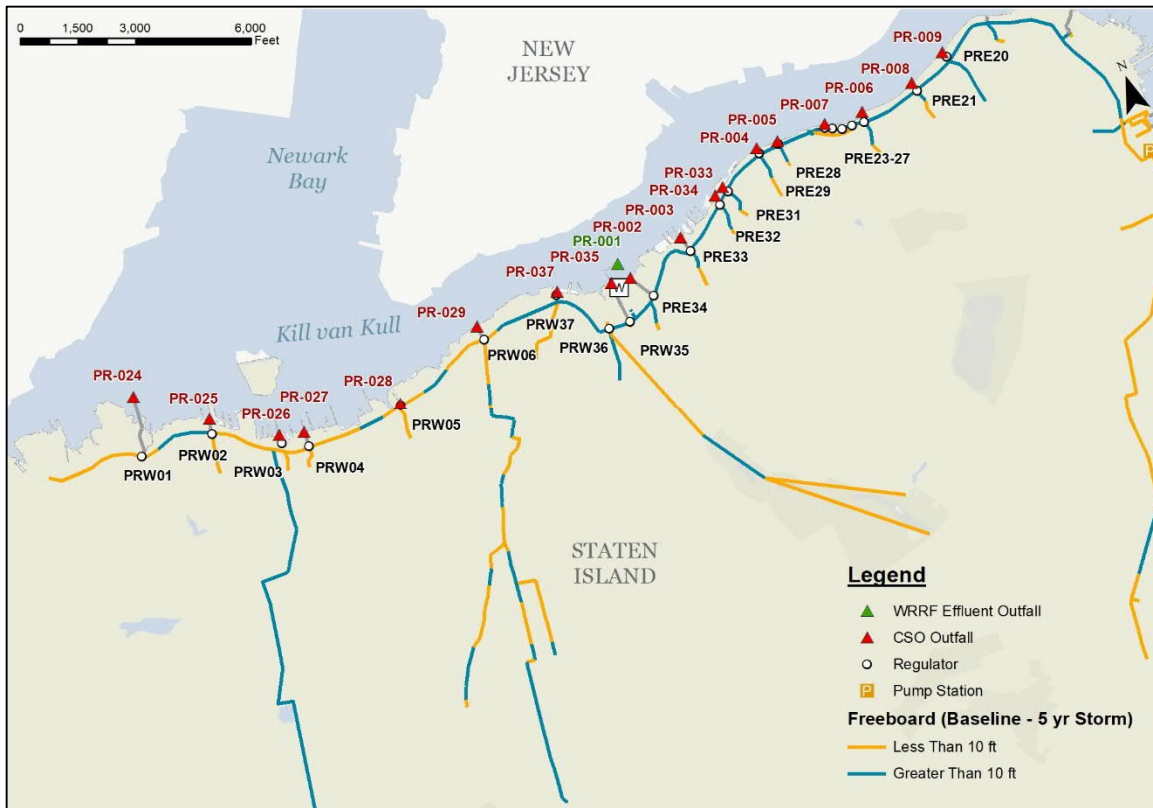 0 1,500 3,000 6,000
Feet
NEW
JERSEY
Newark
Bay
Kill van Kull
STATEN
ISLAND
N
PR-009
PRE20
PR-008
PRE21
PR-006
PR-007
PRE23-27
PR-005
PR-004
PRE28
PRE29
PR-033
PR-034
PRE31
PRE32
PR-003
PRE33
PR-002
PR-001
PR-035
W
PRE34
PR-037
PRW37
PRW36
PRW35
PR-029
PRW06
PR-028
PRW05
PR-024
PR-025
PR-027
PR-026
PRW01
PRW02
PRW03
PRW04
P
Legend
WRRF Effluent Outfall
CSO Outfall
Regulator
P Pump Station
Freeboard (Baseline - 5 yr Storm)
Less Than 10 ft
Greater Than 10 ft